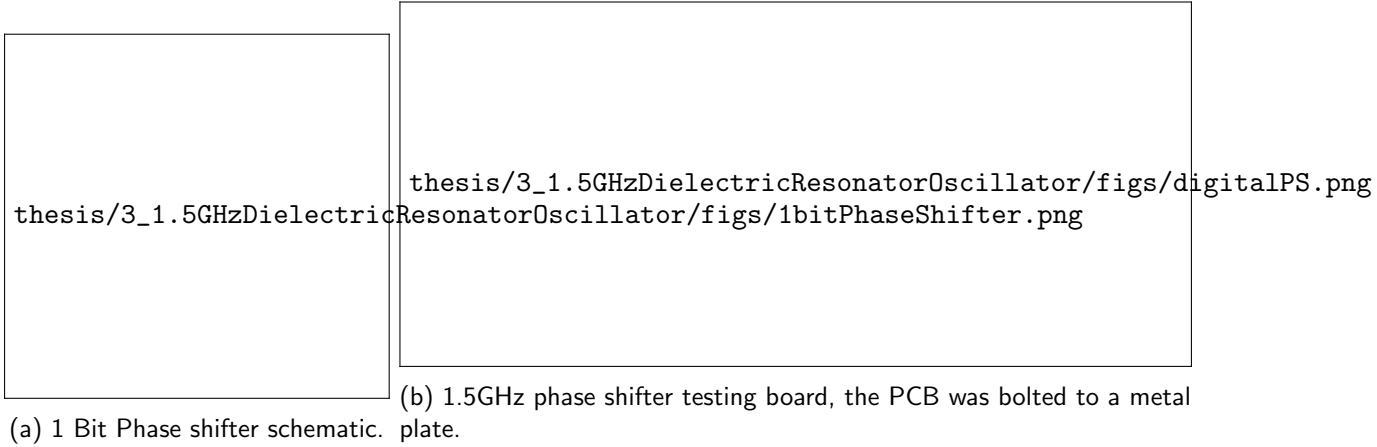 thesis/3_1.5GHzDielectricResonatorOscillator/figs/digitalPS.png
thesis/3_1.5GHzDielectricResonatorOscillator/figs/1bitPhaseShifter.png
(a) 1 Bit Phase shifter schematic.
(b) 1.5GHz phase shifter testing board, the PCB was bolted to a metal
plate.